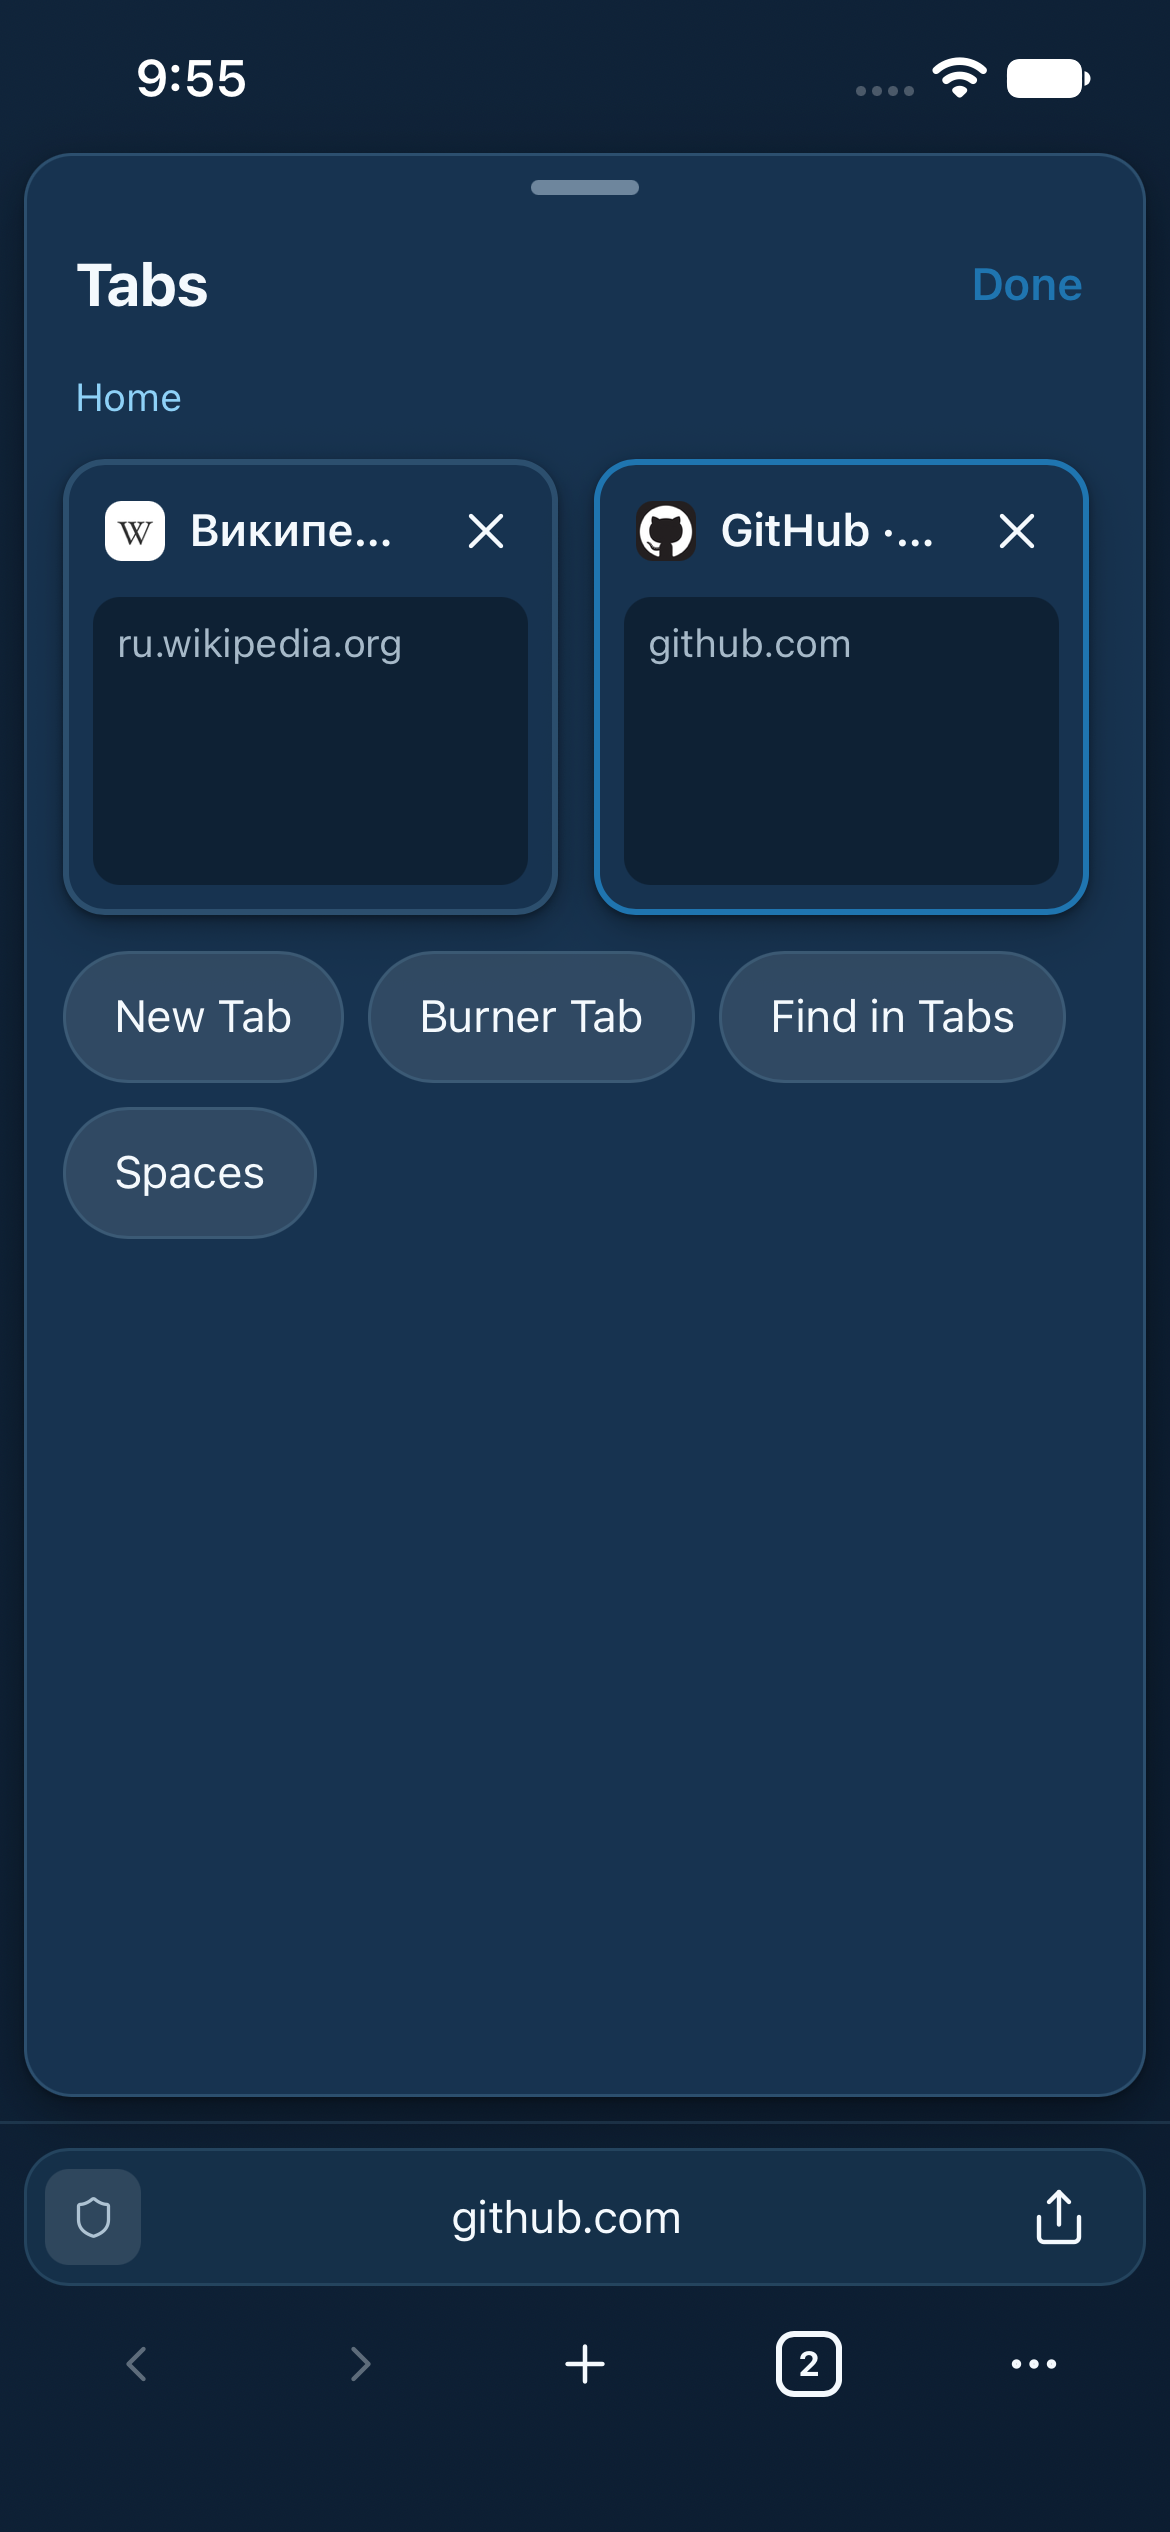 9:55
Tabs
Done
Home
W
Википе...
GitHub ·...
ru.wikipedia.org
github.com
New Tab
Burner Tab
Find in Tabs
Spaces
github.com
2